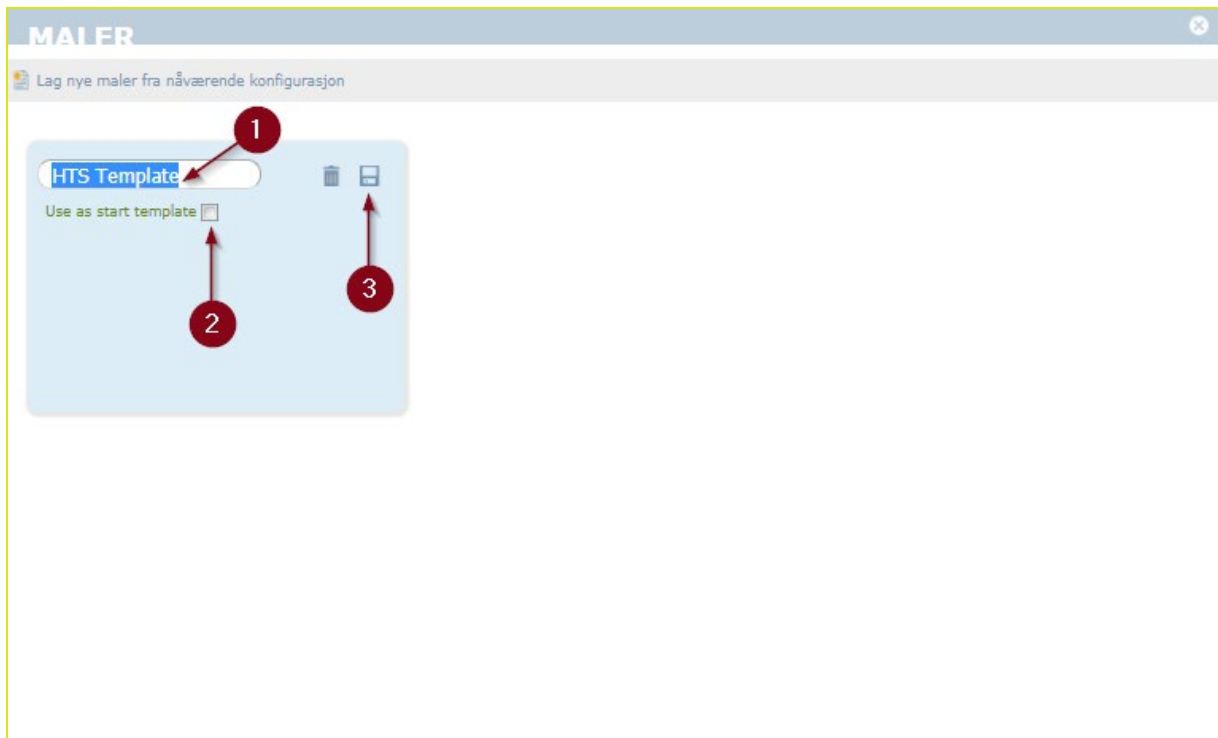 MALER
Lag nye maler fra nåværende konfigurasjon
1
HTS Template
Use as start template
3
2